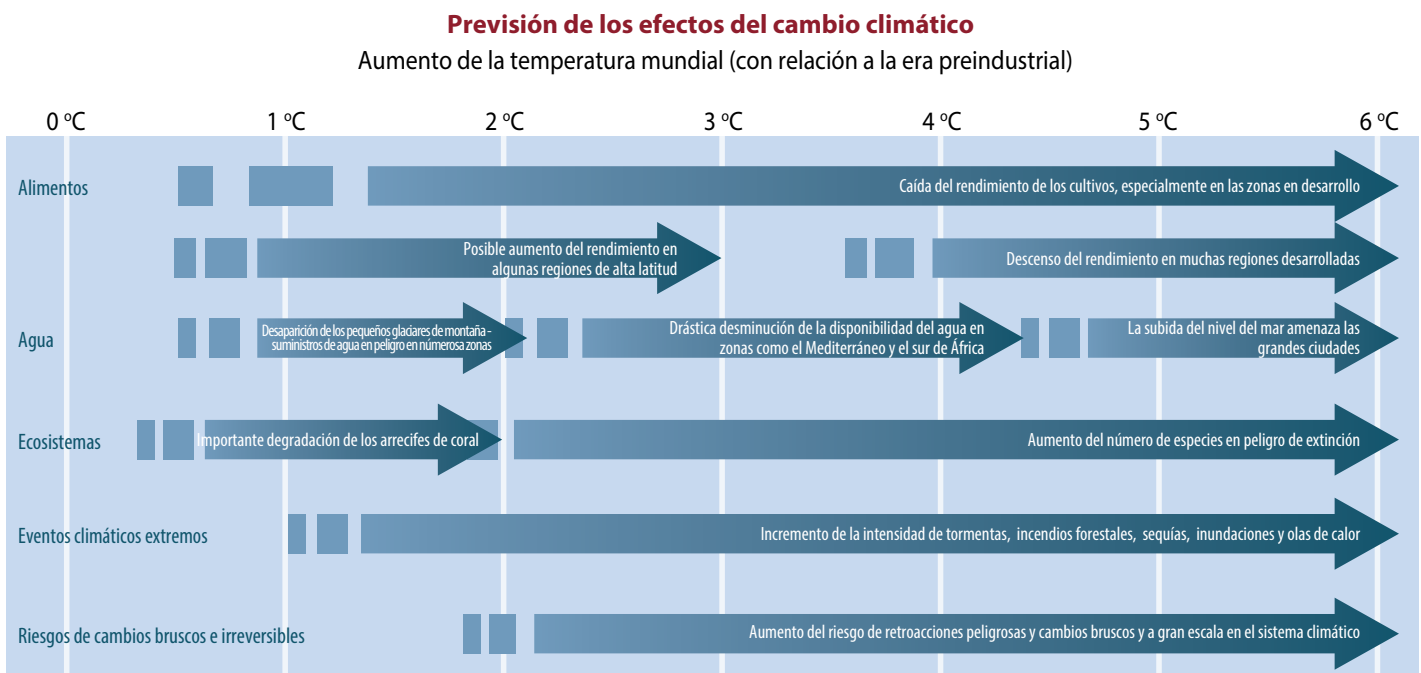 Previsión de los efectos del cambio climático
Aumento de la temperatura mundial (con relación a la era preindustrial)
0 ºC 1 ºC 2 ºC 3 ºC 4 ºC 5 ºC 6 ºC
Alimentos
Caída del rendimiento de los cultivos, especialmente en las zonas en desarrollo
Posible aumento del rendimiento en
algunas regiones de alta latitud
Descenso del rendimiento en muchas regiones desarrolladas
Agua
Desaparición de los pequeños glaciares de montaña -
suministros de agua en peligro en númerosa zonas
Drástica desminución de la disponibilidad del agua en
zonas como el Mediterráneo y el sur de África
La subida del nivel del mar amenaza las
grandes ciudades
Ecosistemas
Importante degradación de los arrecifes de coral
Aumento del número de especies en peligro de extinción
Eventos climáticos extremos
Incremento de la intensidad de tormentas, incendios forestales, sequías, inundaciones y olas de calor
Riesgos de cambios bruscos e irreversibles
Aumento del riesgo de retroacciones peligrosas y cambios bruscos y a gran escala en el sistema climático